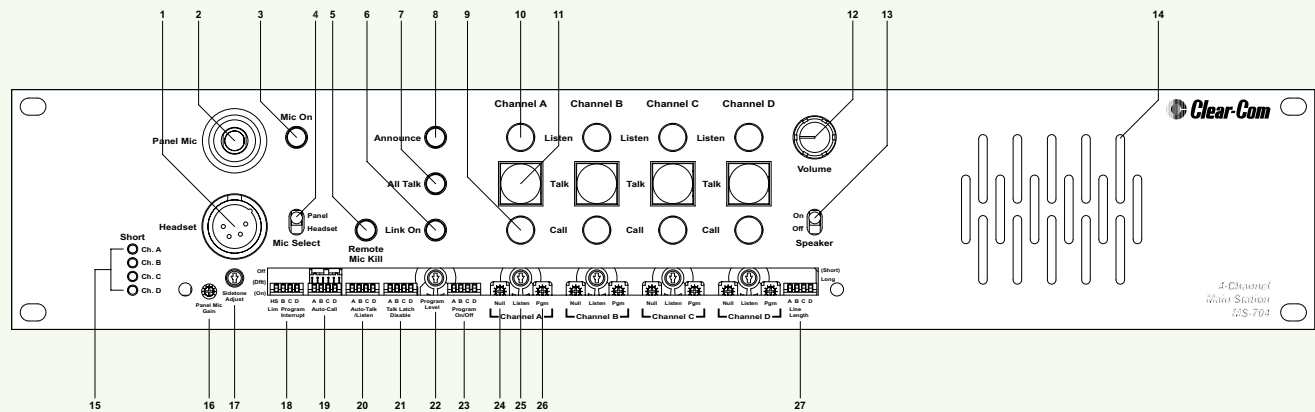 1 2 3 4 5 6 7 8 9 10 11 12 13 14
Channel A Channel B Channel C Channel D
Clear-Com
Mic On
Panel Mic
Announce
Listen Listen Listen
Volume
All Talk
Talk Talk Talk
Panel
Headset
Mic Select
Headset
Link On
Call Call Call
On
Off
Speaker
Remote
Mic Kill
Short
Ch. A
Ch. B
Ch. C
Ch. D
Off
(Dflt)
(On)
(Short)
Long
Sidetone
Adjust
Panel Mic
Gain
HS B C D
Lim Program
Interrupt
A B C D
Auto-Call
A B C D
Auto-Talk
/Listen
A B C D
Talk Latch
Disable
Program
Level
A B C D
Program
On/Off
Null Listen Pgm
Channel A
Null Listen Pgm
Channel B
Null Listen Pgm
Channel C
Null Listen Pgm
Channel D
A B C D
Line
Length
4-Channel
Main Station
MS-704
15 16 17 18 19 20 21 22 23 24 25 26 27